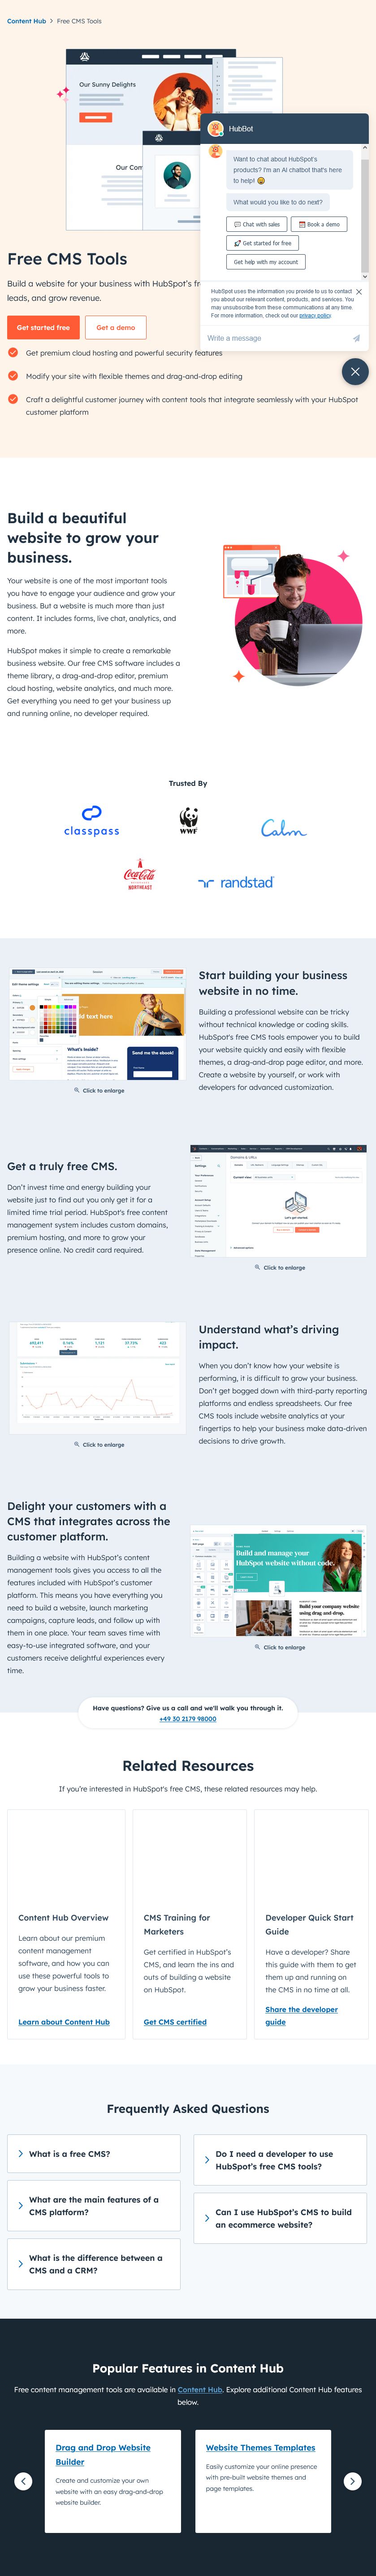 Content Hub > Free CMS Tools
Our Sunny Delights
Our Com
HubBot
Want to chat about HubSpot's
products? I'm an AI chatbot that's here
to help! 😄
What would you like to do next?
Chat with sales
Book a demo
🚀 Get started for free
Get help with my account
HubSpot uses the information you provide to us to contact
you about our relevant content, products, and services. You
may unsubscribe from these communications at any time.
For more information, check out our privacy policy.
Write a message
Free CMS Tools
Build a website for your business with HubSpot's fr
leads, and grow revenue.
Get started free
Get a demo
Get premium cloud hosting and powerful security features
Modify your site with flexible themes and drag-and-drop editing
Craft a delightful customer journey with content tools that integrate seamlessly with your HubSpot
customer platform
Build a beautiful
website to grow your
business.
Your website is one of the most important tools
you have to engage your audience and grow your
business. But a website is much more than just
content. It includes forms, live chat, analytics, and
more.
HubSpot makes it simple to create a remarkable
business website. Our free CMS software includes a
theme library, a drag-and-drop editor, premium
cloud hosting, website analytics, and much more.
Get everything you need to get your business up
and running online, no developer required.
Trusted By
classpass
WWF
Calm
Coca-Cola
NORTHEAST
randstad
dd text here
What's Inside?
Send me the ebook!
Click to enlarge
Start building your business
website in no time.
Building a professional website can be tricky
without technical knowledge or coding skills.
HubSpot's free CMS tools empower you to build
your website quickly and easily with flexible
themes, a drag-and-drop page editor, and more.
Create a website by yourself, or work with
developers for advanced customization.
Get a truly free CMS.
Don't invest time and energy building your
website just to find out you only get it for a
limited time trial period. HubSpot's free content
management system includes custom domains,
premium hosting, and more to grow your
presence online. No credit card required.
Domains & URLs
Click to enlarge
Click to enlarge
Understand what's driving
impact.
When you don't know how your website is
performing, it is difficult to grow your business.
Don't get bogged down with third-party reporting
platforms and endless spreadsheets. Our free
CMS tools include website analytics at your
fingertips to help your business make data-driven
decisions to drive growth.
Delight your customers with a
CMS that integrates across the
customer platform.
Building a website with HubSpot's content
management tools gives you access to all the
features included with HubSpot's customer
platform. This means you have everything you
need to build a website, launch marketing
campaigns, capture leads, and follow up with
them in one place. Your team saves time with
easy-to-use integrated software, and your
customers receive delightful experiences every
time.
Build and manage your
HubSpot website without code.
Build your company website
using drag and drop.
Click to enlarge
Have questions? Give us a call and we'll walk you through it.
+49 30 2179 98000
Related Resources
If you're interested in HubSpot's free CMS, these related resources may help.
Content Hub Overview
Learn about our premium
content management
software, and how you can
use these powerful tools to
grow your business faster.
Learn about Content Hub
CMS Training for
Marketers
Get certified in HubSpot's
CMS, and learn the ins and
outs of building a website
on HubSpot.
Get CMS certified
Developer Quick Start
Guide
Have a developer? Share
this guide with them to get
them up and running on
the CMS in no time at all.
Share the developer
guide
Frequently Asked Questions
What is a free CMS?
What are the main features of a
CMS platform?
What is the difference between a
CMS and a CRM?
Do I need a developer to use
HubSpot's free CMS tools?
Can I use HubSpot's CMS to build
an ecommerce website?
Popular Features in Content Hub
Free content management tools are available in Content Hub. Explore additional Content Hub features
below.
Drag and Drop Website
Builder
Create and customize your own
website with an easy drag-and-drop
website builder.
Website Themes Templates
Easily customize your online presence
with pre-built website themes and
page templates.